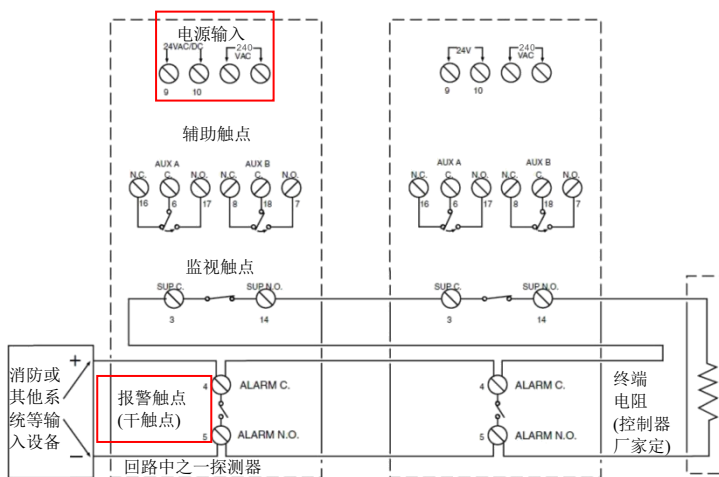 电源输入
24VAC/DC 240 VAC
9 10
24V 240 VAC
9 10
辅助触点
AUX A AUX B
N.C. C. N.O. N.C. C. N.O.
16 6 17 8 18 7
AUX A AUX B
N.C. C. N.O. N.C. C. N.O.
16 6 17 8 18 7
监视触点
SUP.C. SUP.N.O.
3 14
SUP.C. SUP.N.O.
3 14
消防或
其他系
统等输
入设备
+
−
报警触点
(干触点)
4 ALARM C.
5 ALARM N.O.
4 ALARM C.
5 ALARM N.O.
终端
电阻
(控制器
厂家定)
回路中之一探测器